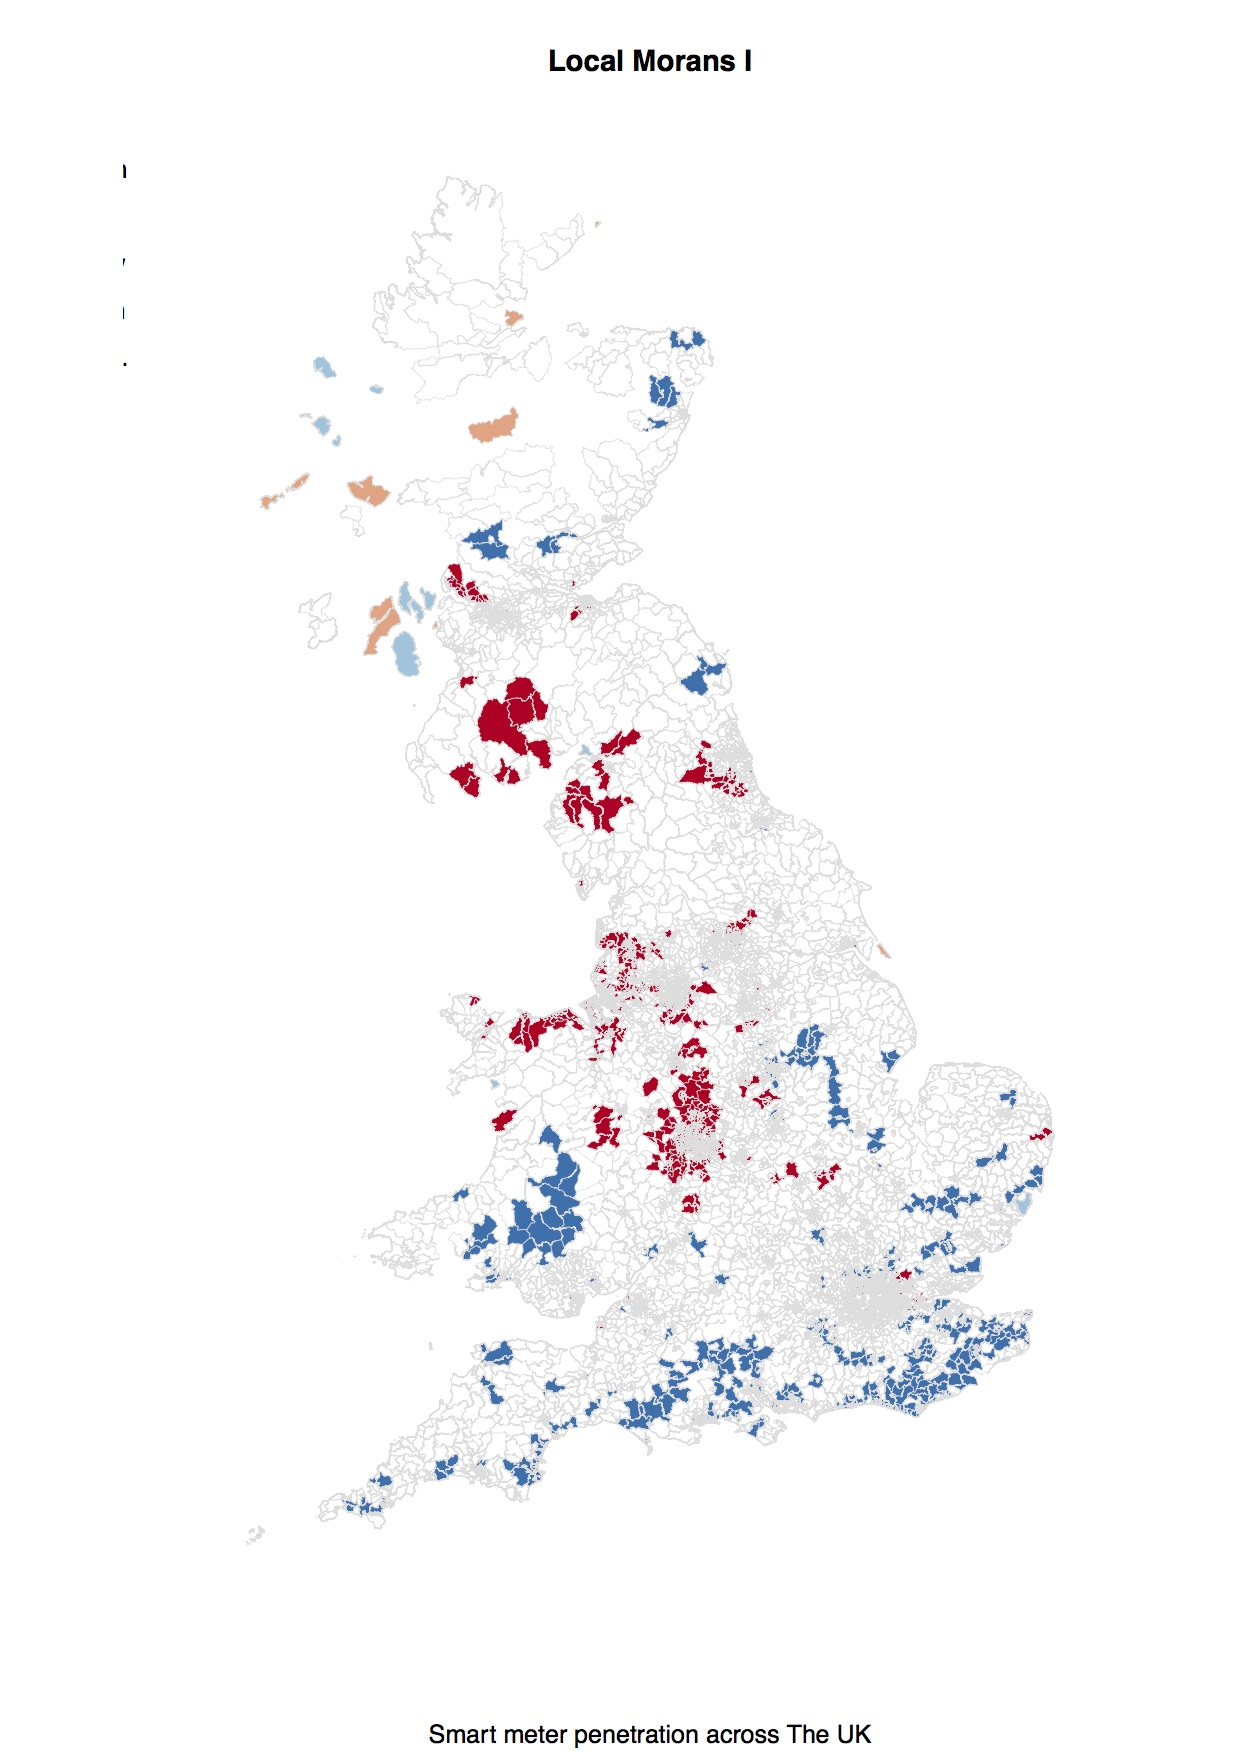 Local Morans I
Smart meter penetration across The UK